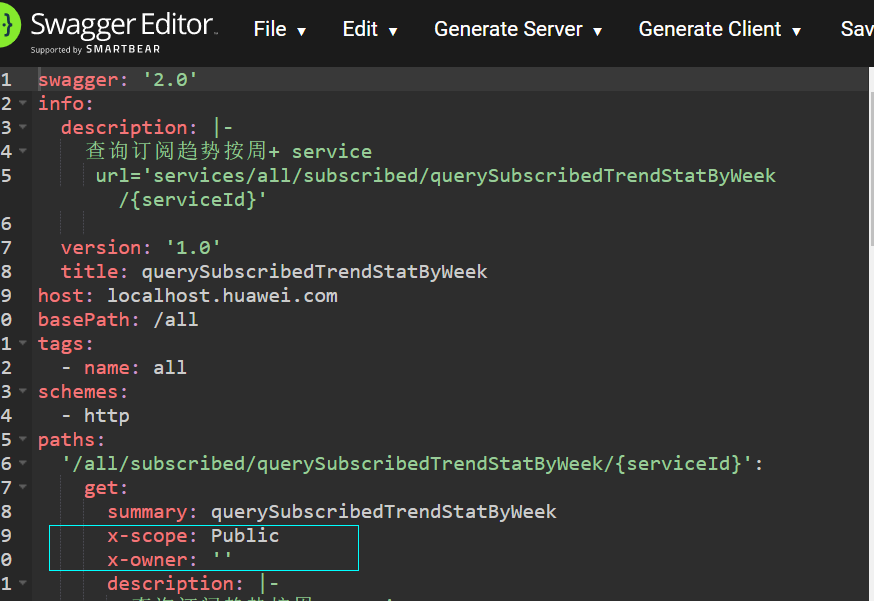 Swagger Editor™
Supported by SMARTBEAR
File ▼ Edit ▼ Generate Server ▼ Generate Client ▼ Sav
1 swagger: '2.0'
2 info:
3 description: |-
4 查询订阅趋势按周+ service
5 url='services/all/subscribed/querySubscribedTrendStatByWeek
/{serviceId}'
6
7 version: '1.0'
8 title: querySubscribedTrendStatByWeek
9 host: localhost.huawei.com
0 basePath: /all
1 tags:
2 - name: all
3 schemes:
4 - http
5 paths:
6 '/all/subscribed/querySubscribedTrendStatByWeek/{serviceId}':
7 get:
8 summary: querySubscribedTrendStatByWeek
9 x-scope: Public
0 x-owner: ''
1 description: |-